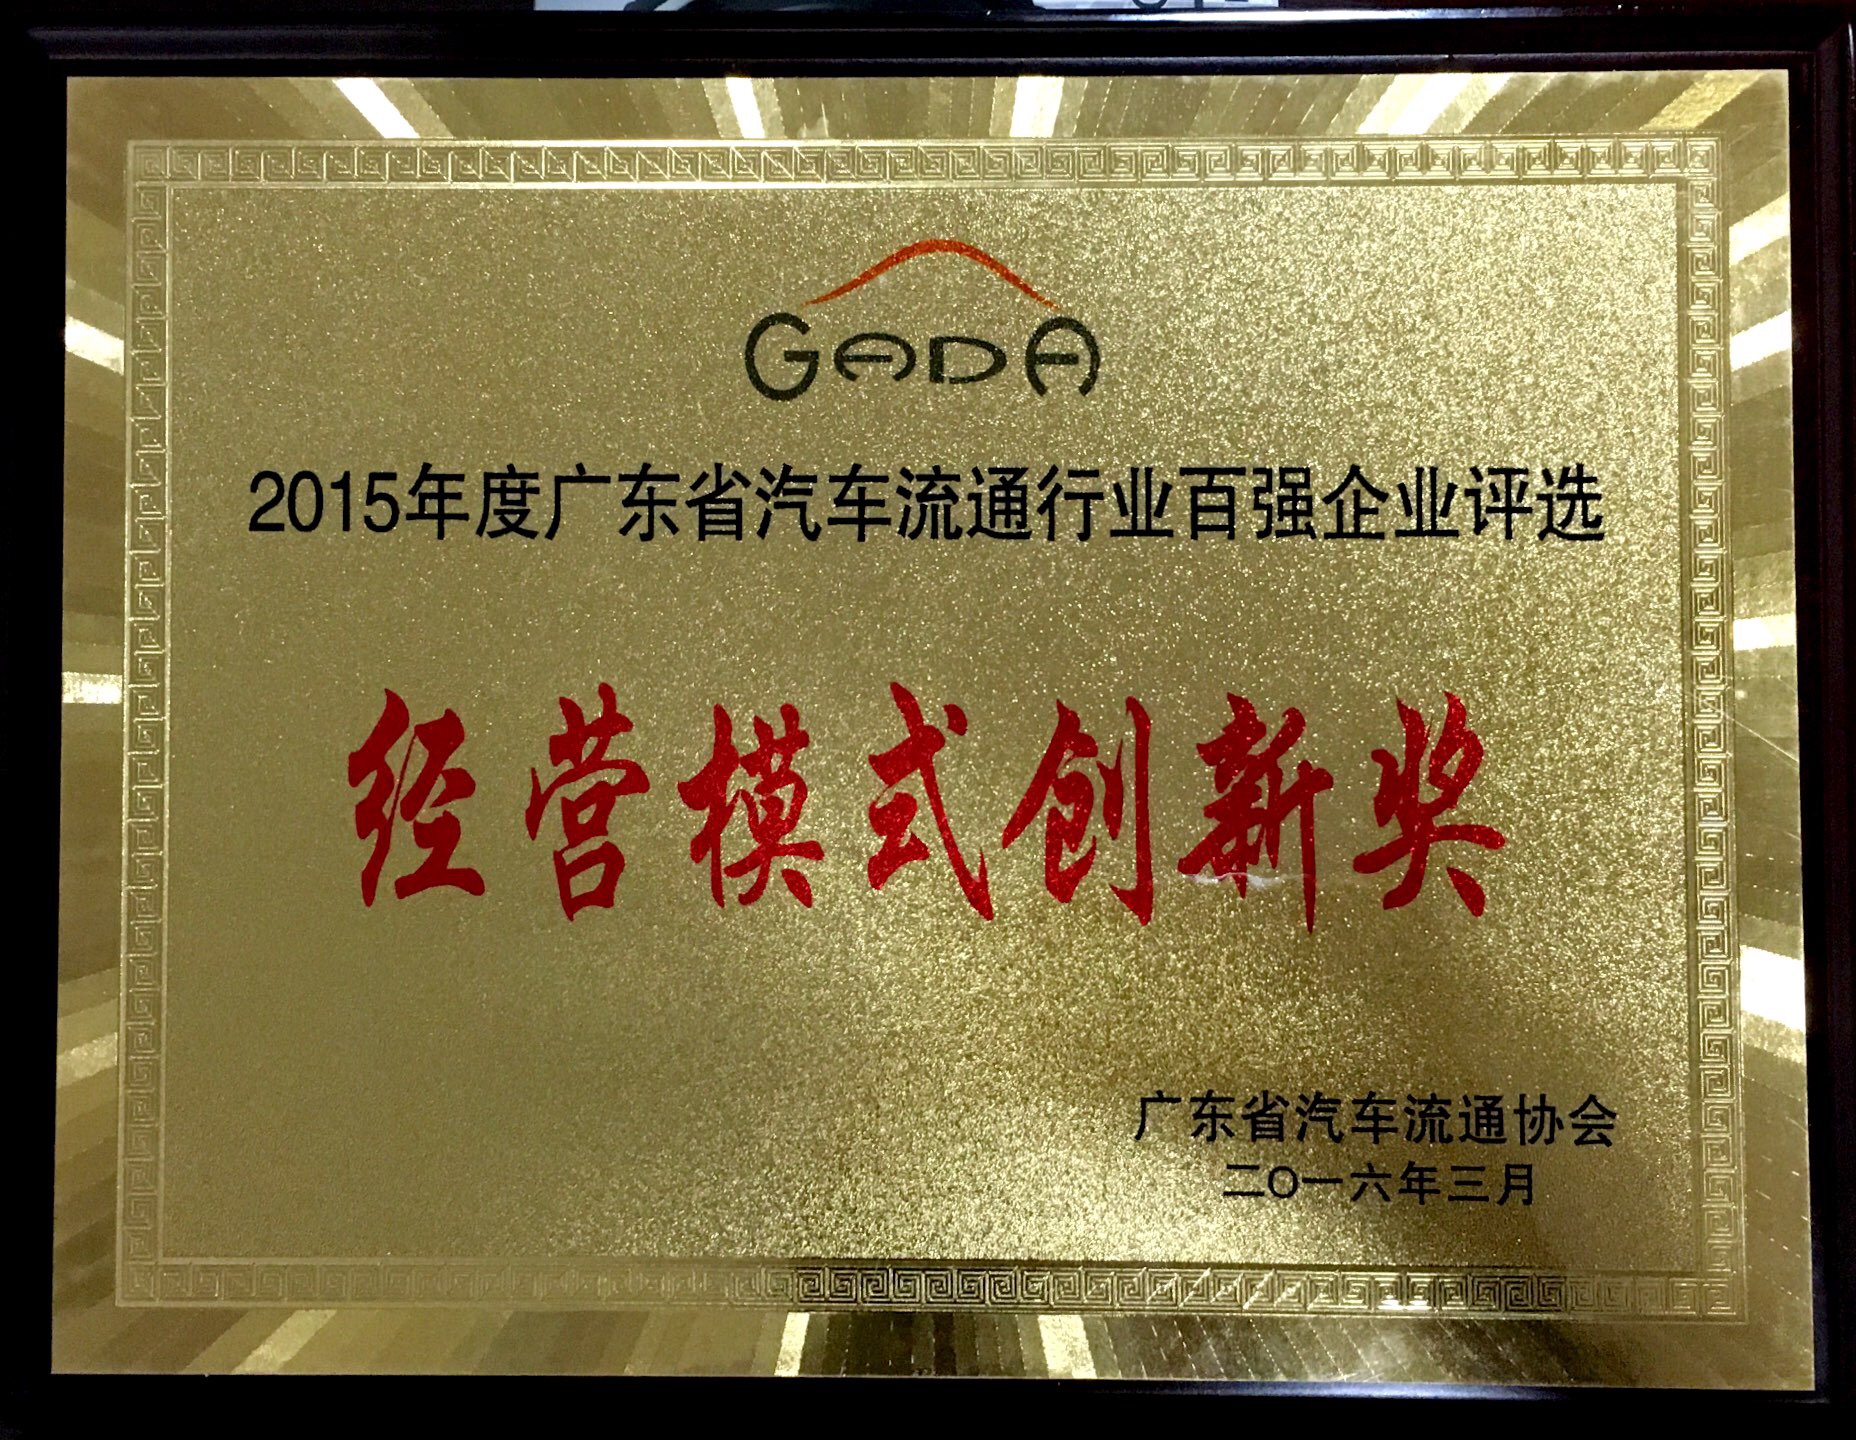 GADA
2015年度广东省汽车流通行业百强企业评选
经营模式创新奖
广东省汽车流通协会
二〇一六年三月